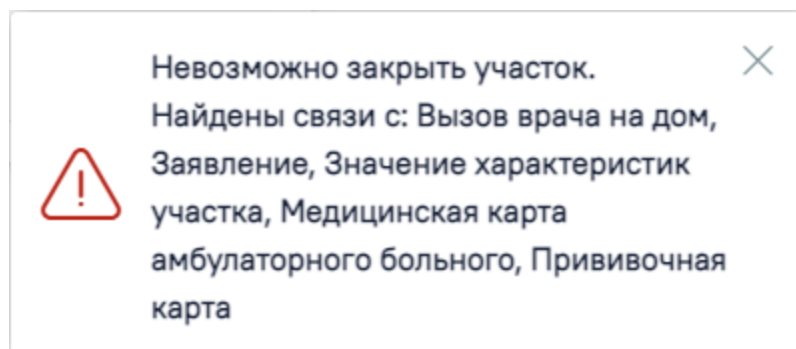 Невозможно закрыть участок.
Найдены связи с: Вызов врача на дом,
Заявление, Значение характеристик
участка, Медицинская карта
амбулаторного больного, Прививочная
карта